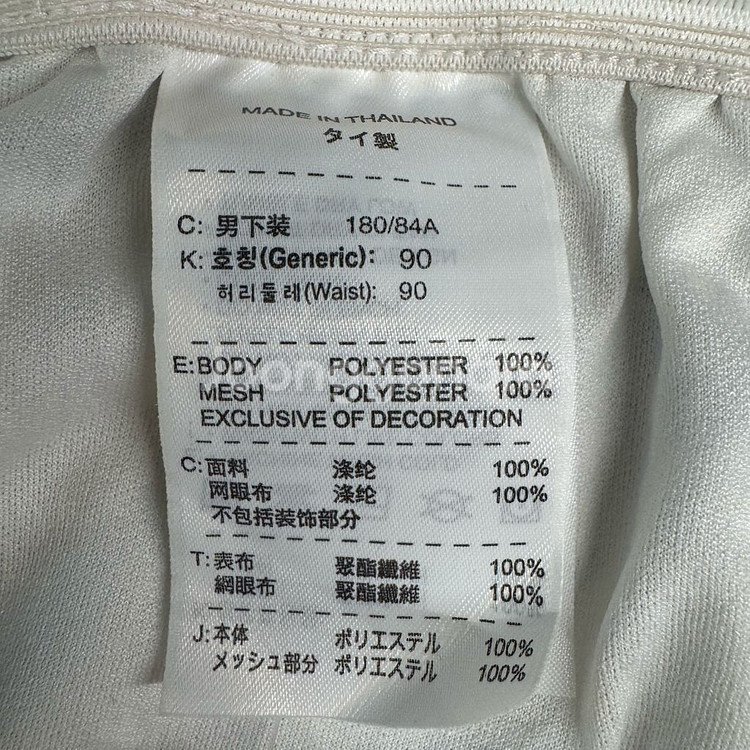 MADE IN THAILAND
タイ製
C: 男下装 180/84A
K: 호칭(Generic): 90
허리둘레(Waist): 90
E: BODY POLYESTER 100%
MESH POLYESTER 100%
EXCLUSIVE OF DECORATION
C: 面料 涤纶 100%
网眼布 涤纶 100%
不包括装饰部分
T: 表布 聚酯纖維 100%
網眼布 聚酯纖維 100%
J: 本体 ポリエステル 100%
メッシュ部分 ポリエステル 100%